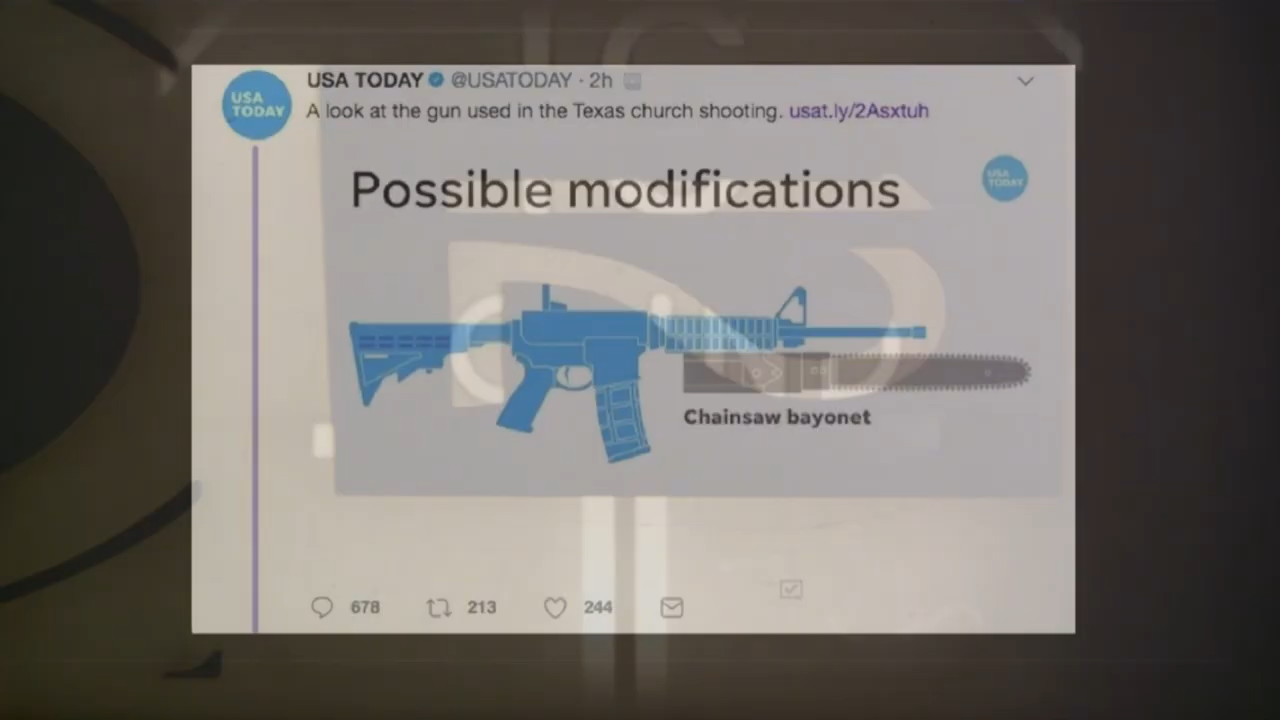 USA TODAY @USATODAY · 2h
USA
TODAY
A look at the gun used in the Texas church shooting. usat.ly/2Asxtuh
Possible modifications
USA
TODAY
Chainsaw bayonet
678 213 244